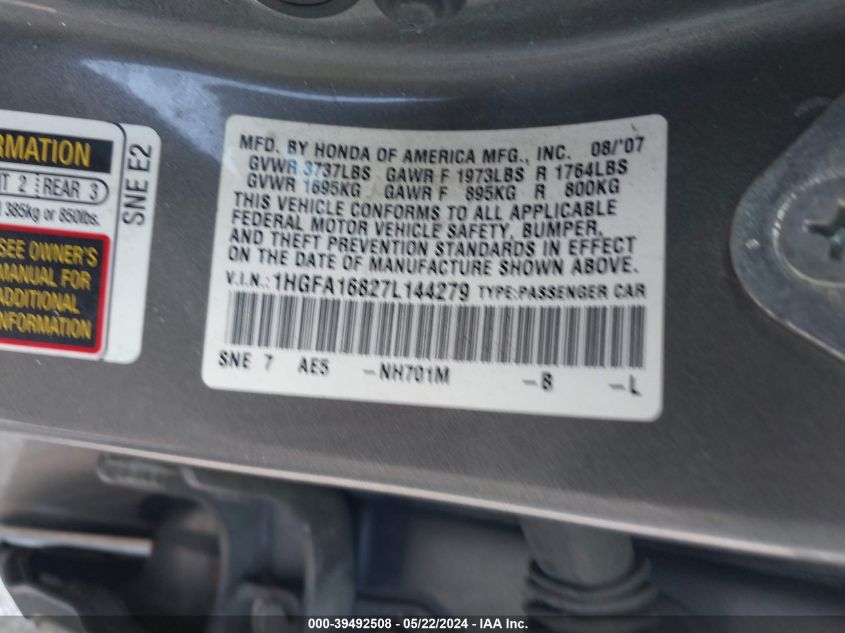 RMATION
T 2 REAR 3
385kg or 850lbs.
SEE OWNER'S
MANUAL FOR
ADDITIONAL
INFORMATION
SNE E2
MFD. BY HONDA OF AMERICA MFG., INC. 08/'07
GVWR 3737LBS GAWR F 1973LBS R 1764LBS
GVWR 1695KG GAWR F 895KG R 800KG
THIS VEHICLE CONFORMS TO ALL APPLICABLE
FEDERAL MOTOR VEHICLE SAFETY, BUMPER,
AND THEFT PREVENTION STANDARDS IN EFFECT
ON THE DATE OF MANUFACTURE SHOWN ABOVE.
V.I.N.: 1HGFA16827L144279 TYPE:PASSENGER CAR
SNE 7 AE5 -NH701M -B -L
000-39492508 - 05/22/2024 - IAA Inc.